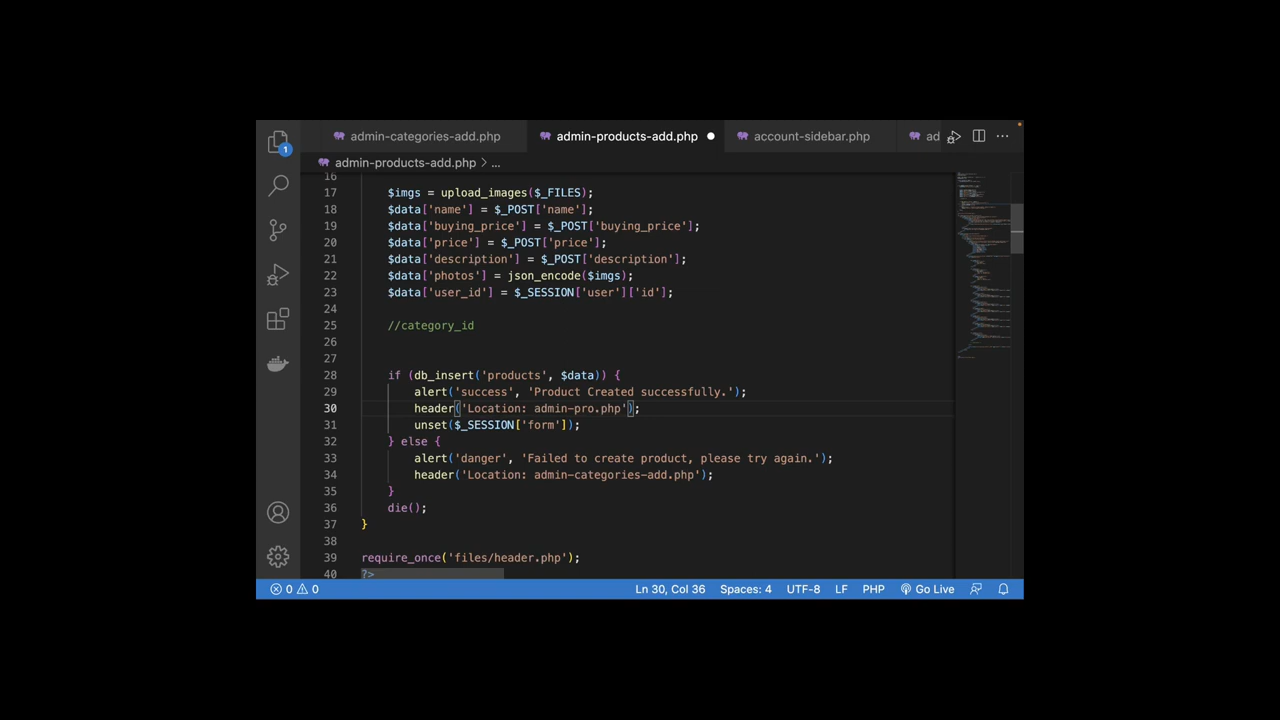 admin-categories-add.php admin-products-add.php account-sidebar.php ad
1 admin-products-add.php > ...
16
17 $imgs = upload_images($_FILES);
18 $data['name'] = $_POST['name'];
19 $data['buying_price'] = $_POST['buying_price'];
20 $data['price'] = $_POST['price'];
21 $data['description'] = $_POST['description'];
22 $data['photos'] = json_encode($imgs);
23 $data['user_id'] = $_SESSION['user']['id'];
24
25 //category_id
26
27
28 if (db_insert('products', $data)) {
29 alert('success', 'Product Created successfully.');
30 header('Location: admin-pro.php');
31 unset($_SESSION['form']);
32 } else {
33 alert('danger', 'Failed to create product, please try again.');
34 header('Location: admin-categories-add.php');
35 }
36 die();
37 }
38
39 require_once('files/header.php');
40 ?>
0 0 Ln 30, Col 36 Spaces: 4 UTF-8 LF PHP Go Live